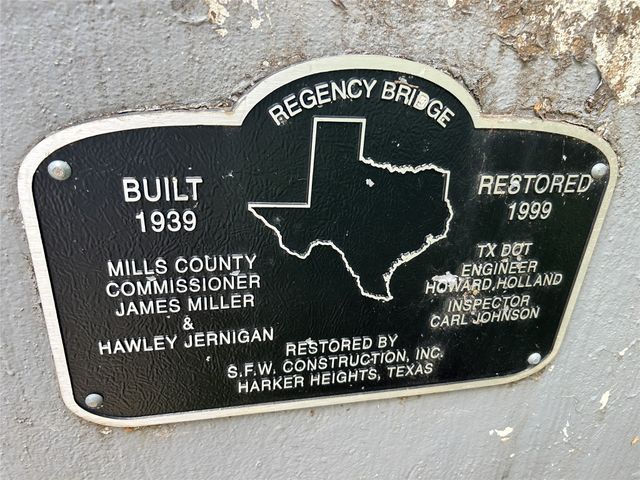 REGENCY BRIDGE
BUILT
1939
MILLS COUNTY
COMMISSIONER
JAMES MILLER
&
HAWLEY JERNIGAN
RESTORED
1999
TX DOT
ENGINEER
HOWARD, HOLLAND
INSPECTOR
CARL JOHNSON
RESTORED BY
S.F.W. CONSTRUCTION, INC.
HARKER HEIGHTS, TEXAS